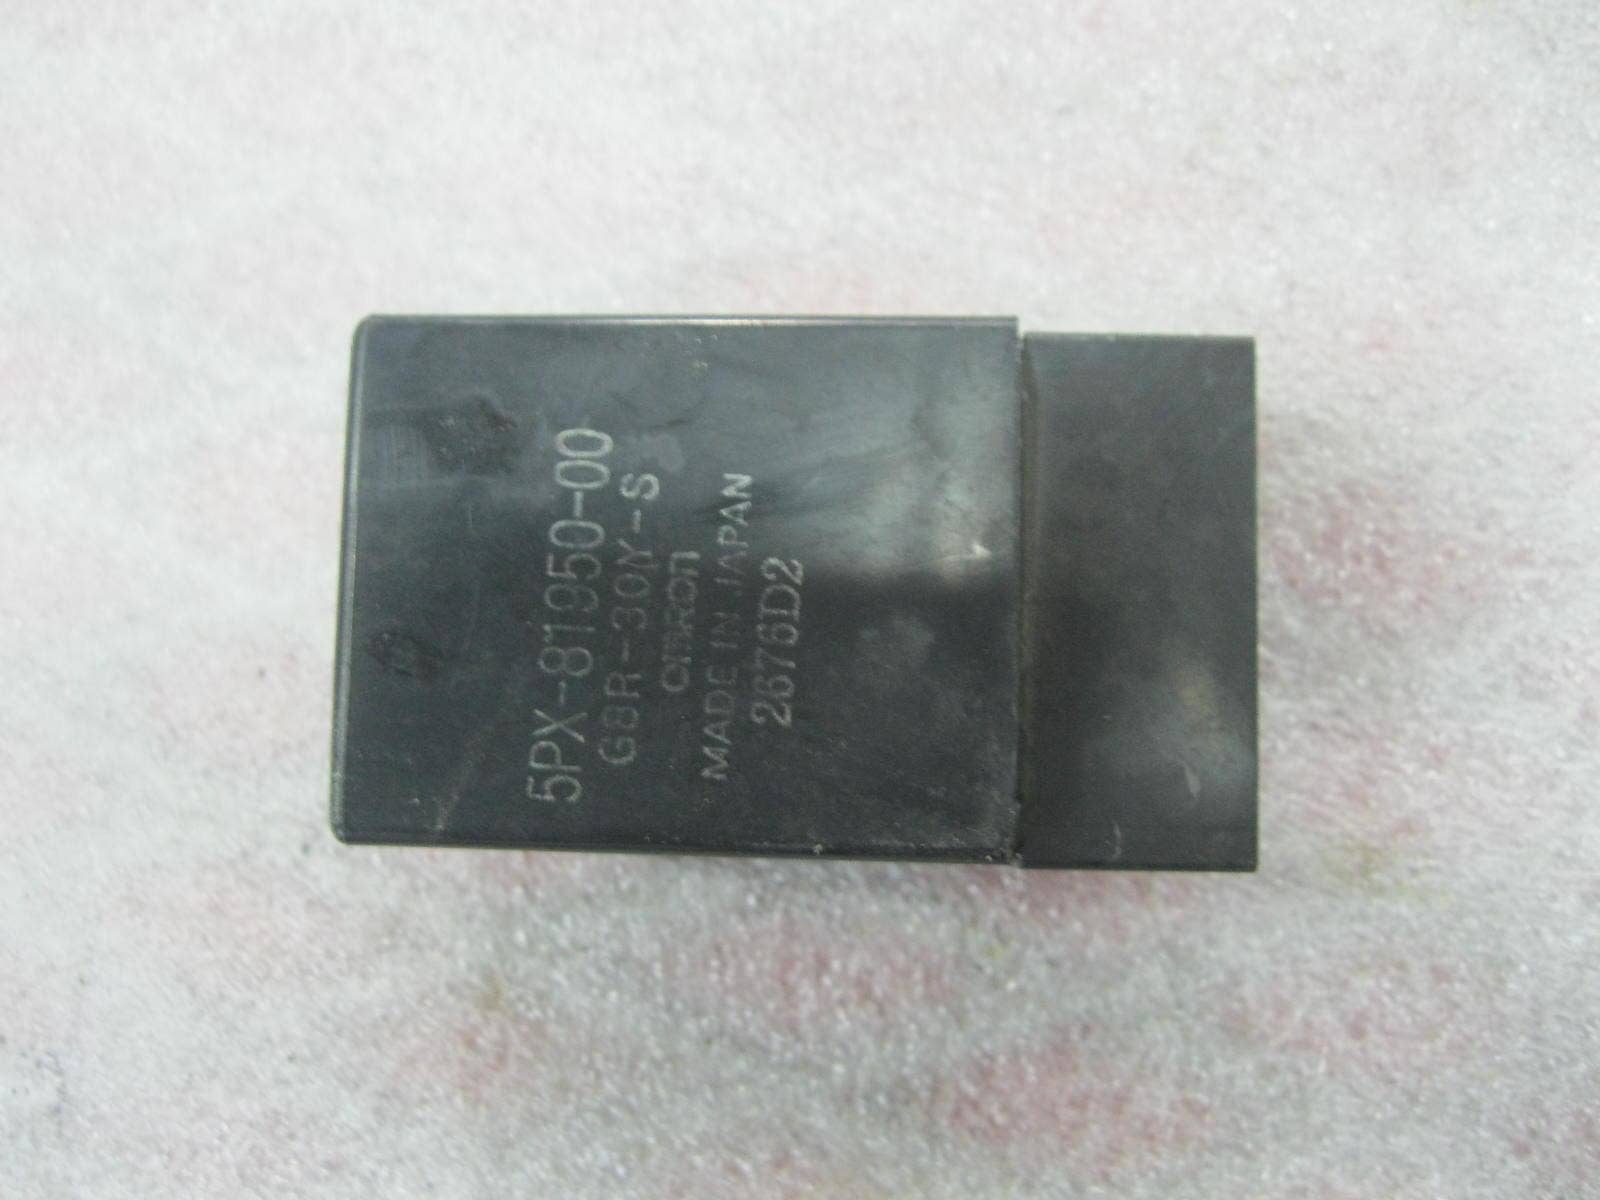 5PX-81950-00
G8R-30Y-S
OMRON
MADE IN JAPAN
2676D2